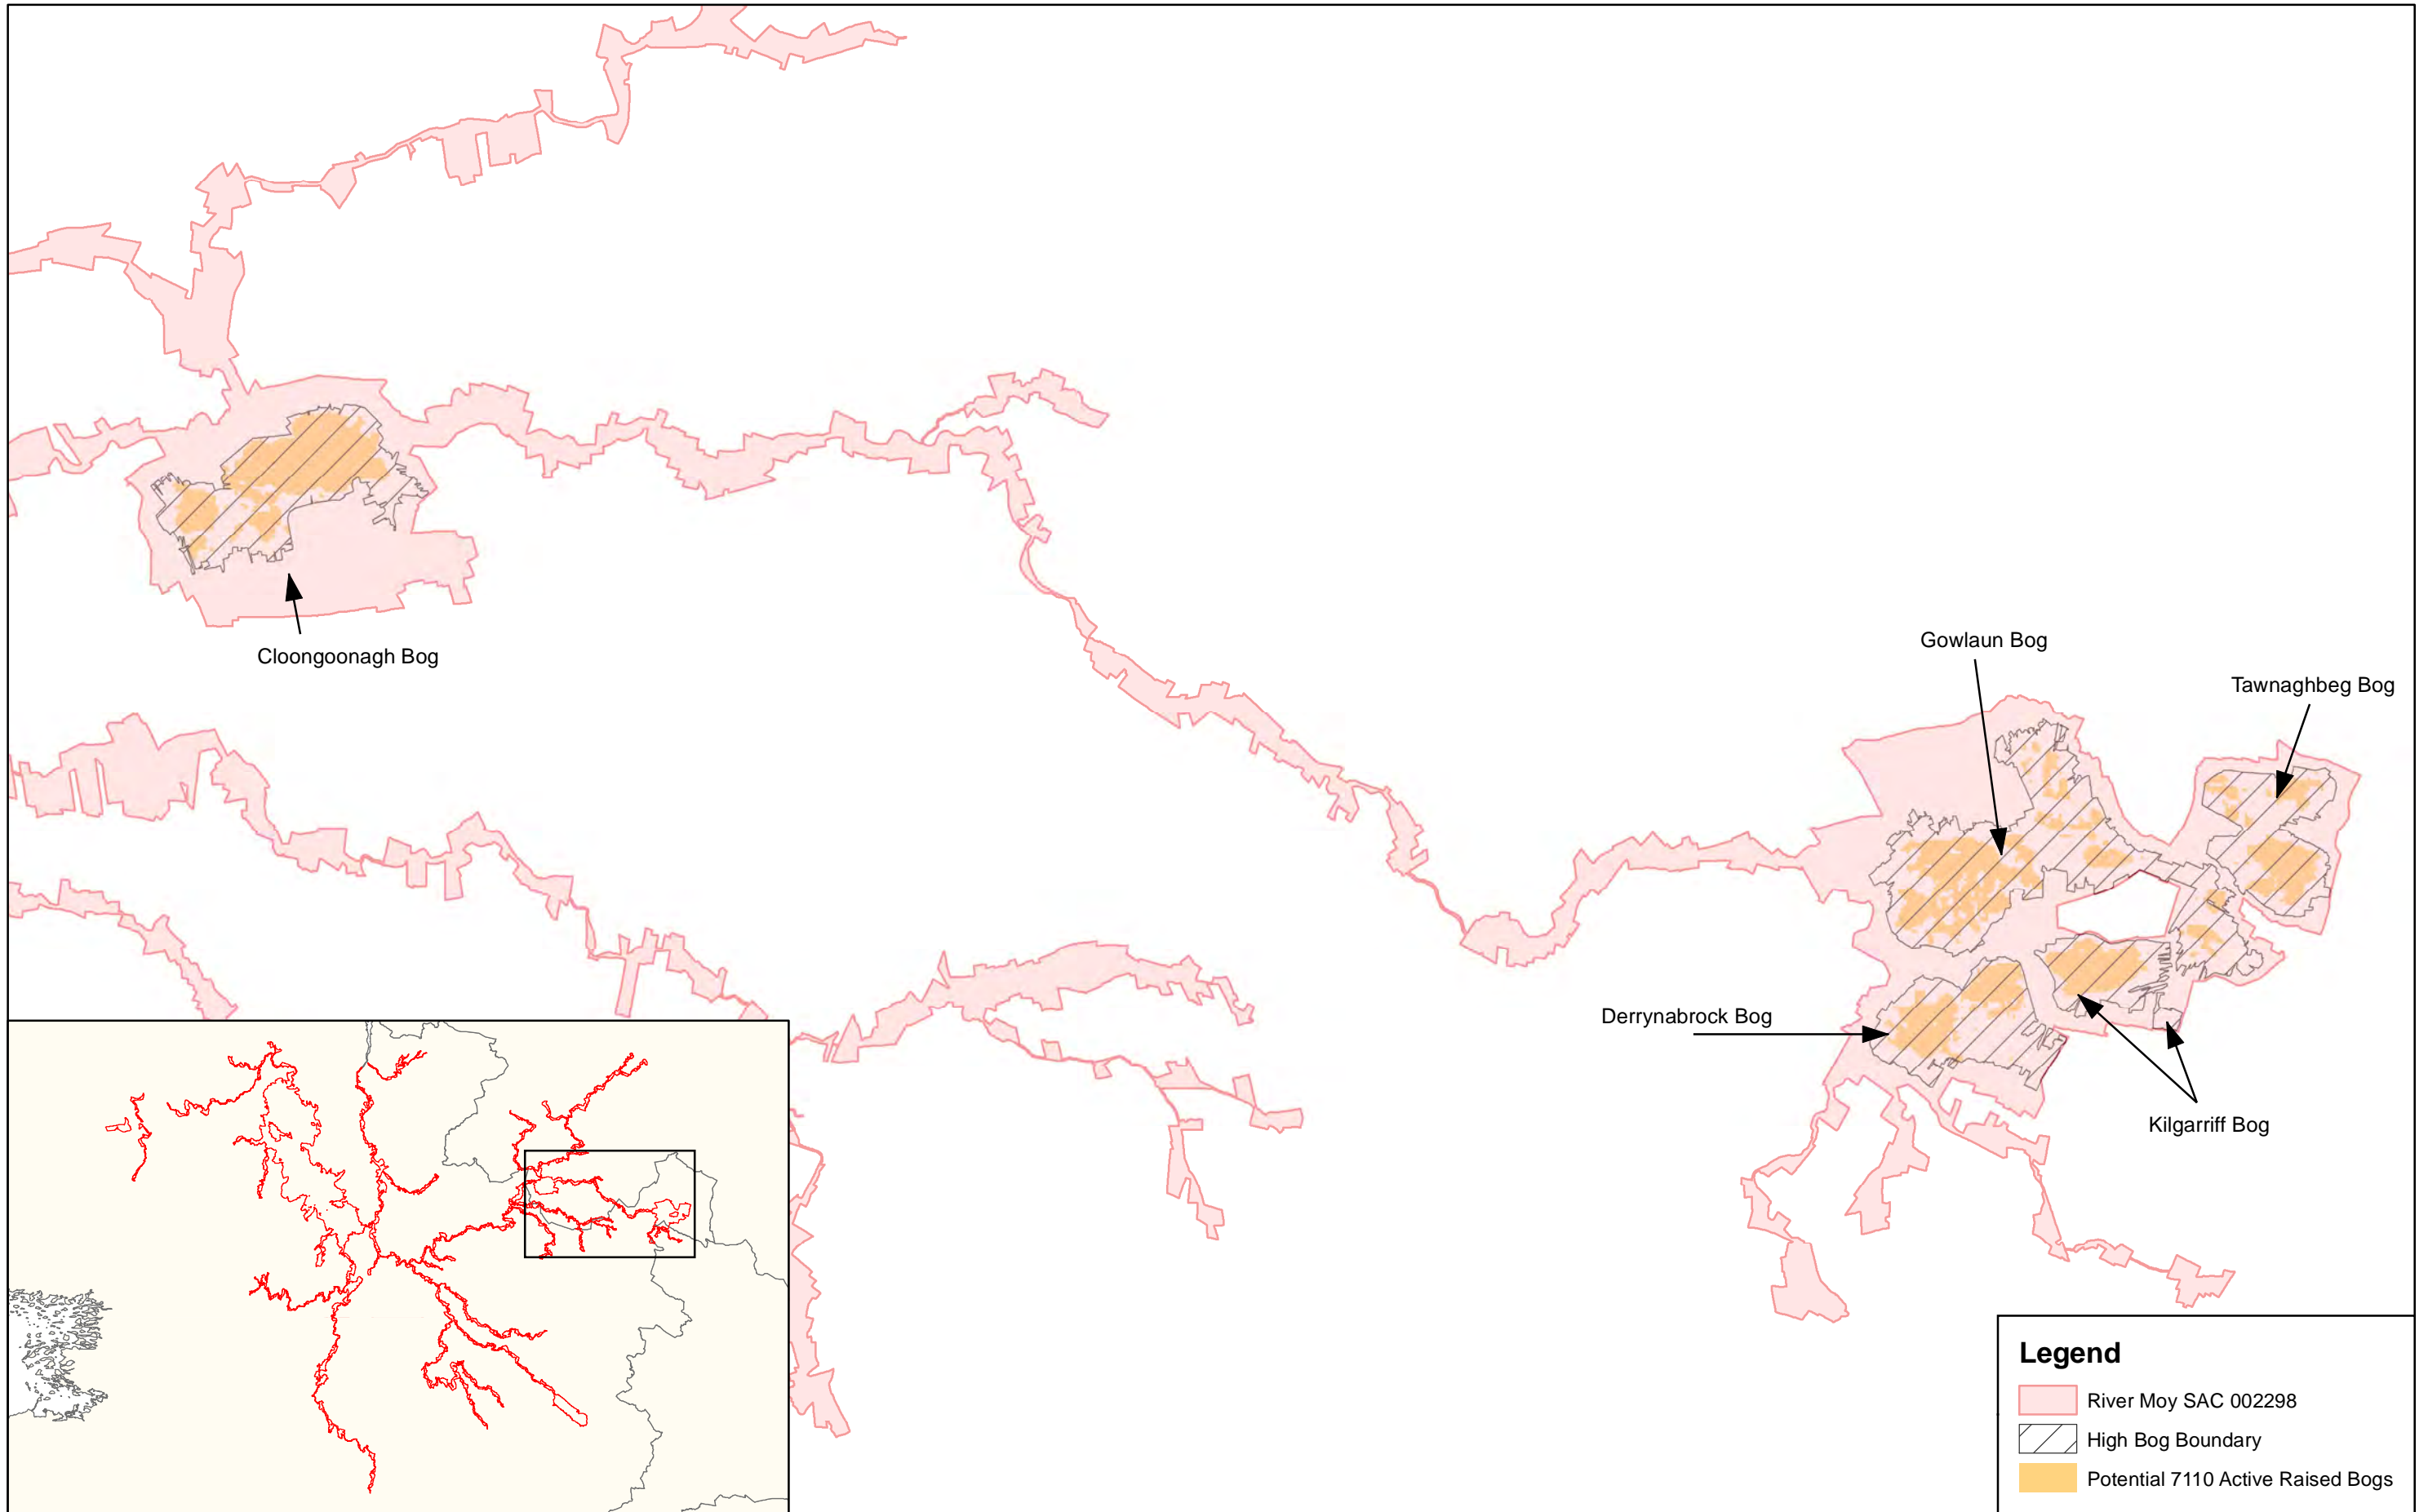 Gowlaun Bog
Cloongoonagh Bog
Tawnaghbeg Bog
Derrynabrock Bog
Kilgarriff Bog
Legend
River Moy SAC 002298
High Bog Boundary
Potential 7110 Active Raised Bogs